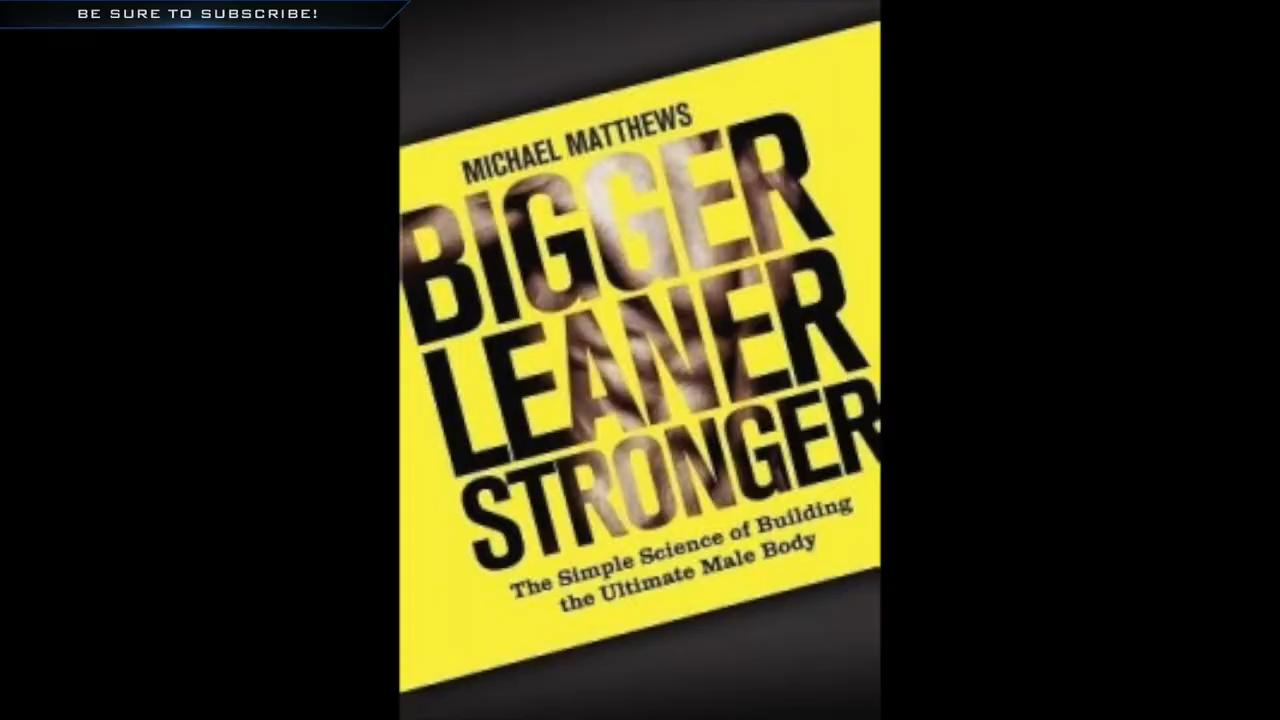 BE SURE TO SUBSCRIBE!
MICHAEL MATTHEWS
BIGGER
LEANER
STRONGER
The Simple Science of Building
the Ultimate Male Body